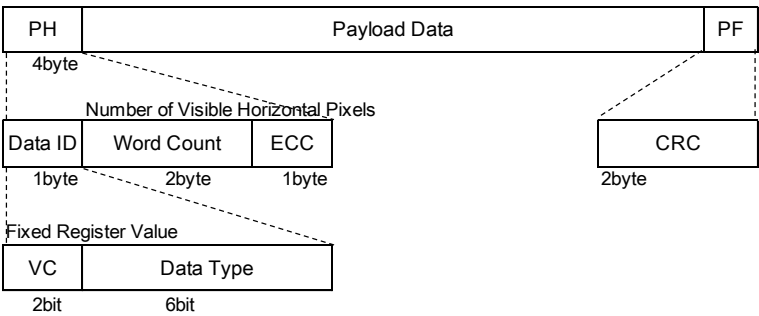 PH Payload Data PF
4byte
Number of Visible Horizontal Pixels
Data ID Word Count ECC CRC
1byte 2byte 1byte 2byte
Fixed Register Value
VC Data Type
2bit 6bit